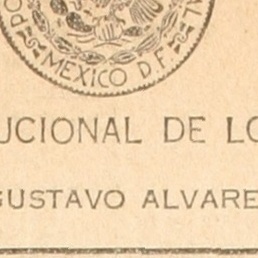 MEXICO D.F.
UCIONAL DE LO
GUSTAVO ALVARE